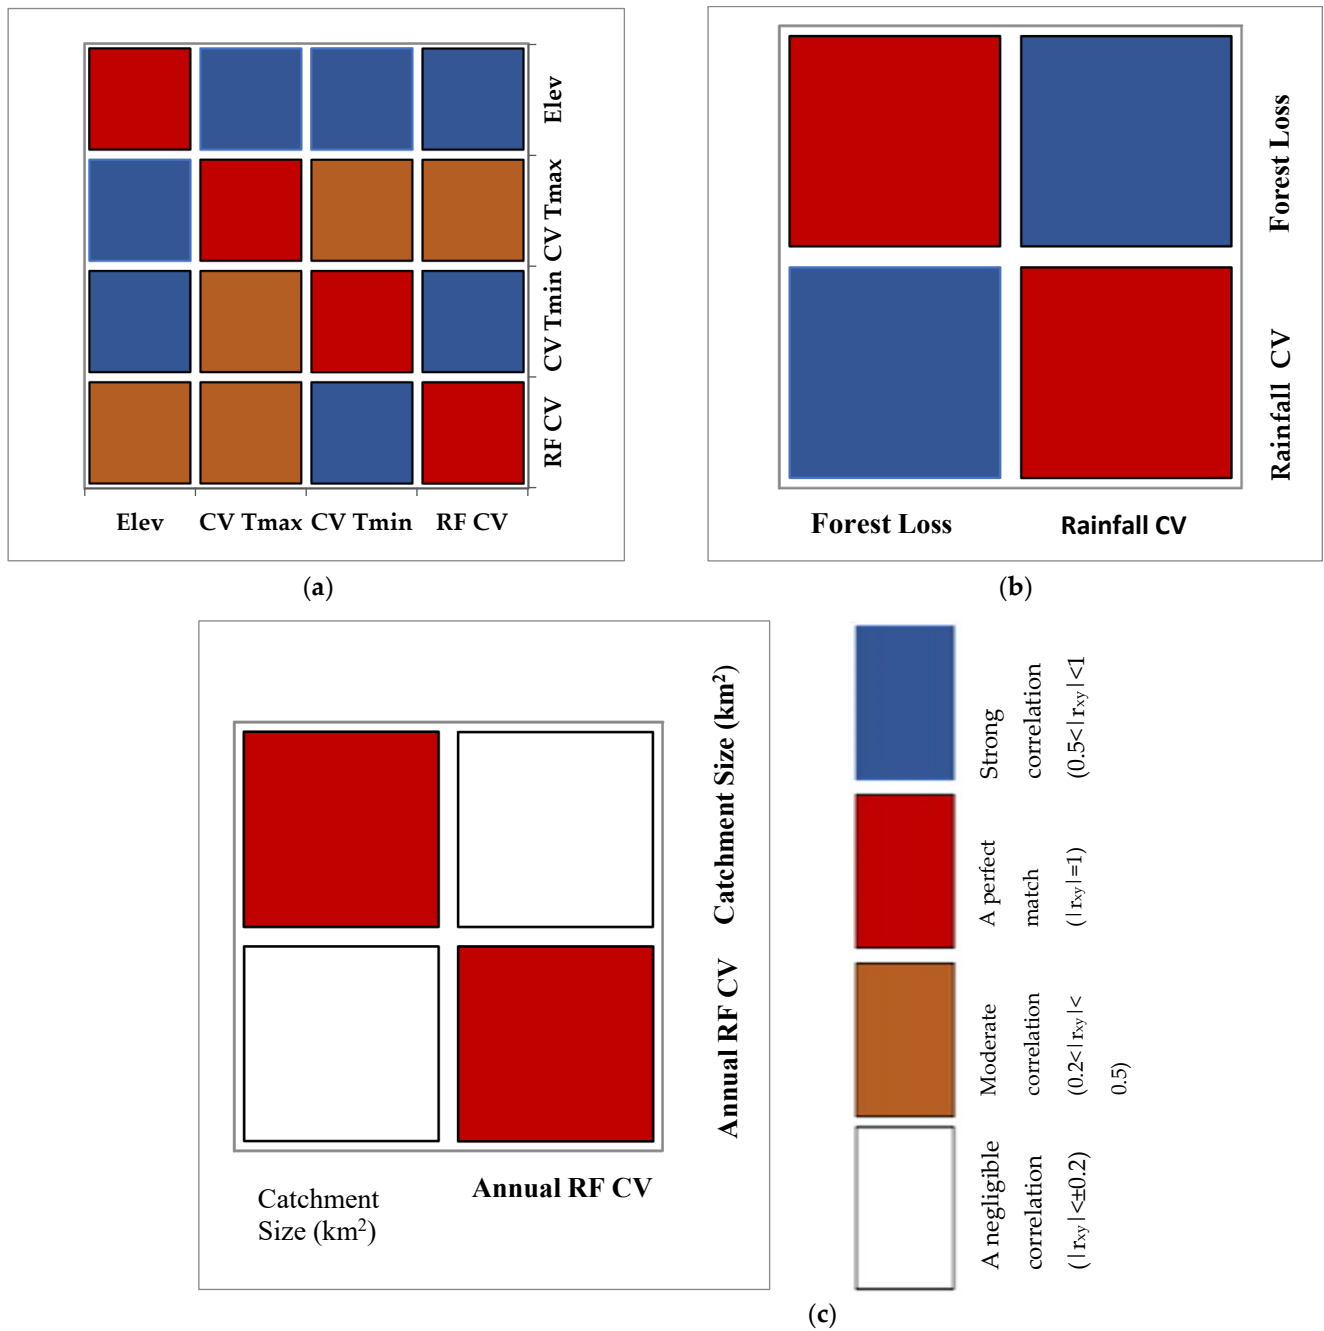 Elev
CV Tmax
CV Tmin
RF CV
Elev
CV Tmax
CV Tmin
RF CV
(a)
Forest Loss
Rainfall CV
Forest Loss
Rainfall CV
(b)
Catchment Size (km²)
Annual RF CV
Catchment
Size (km²)
Annual RF CV
Strong
correlation
(0.5<|rxy|<1
A perfect
match
(|rxy|=1)
Moderate
correlation
(0.2<|rxy|<
0.5)
A negligible
correlation
(|rxy|<±0.2)
(c)